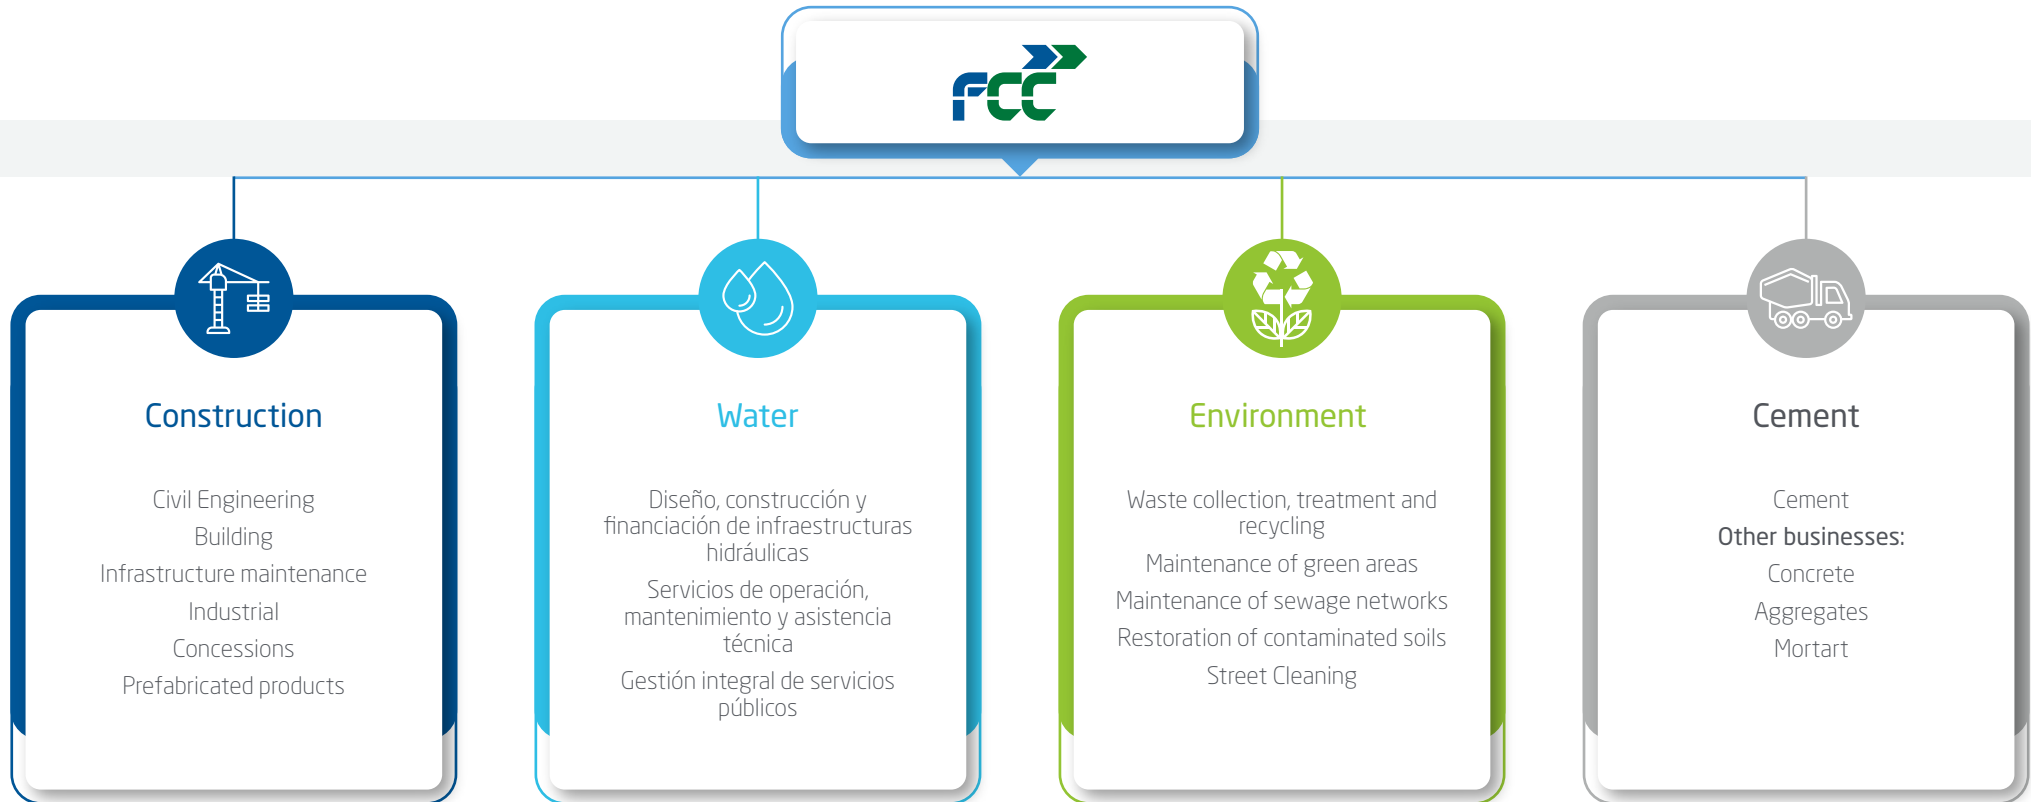 FCC
Construction
Civil Engineering
Building
Infrastructure maintenance
Industrial
Concessions
Prefabricated products
Water
Diseño, construcción y
financiación de infraestructuras
hidráulicas
Servicios de operación,
mantenimiento y asistencia
técnica
Gestión integral de servicios
públicos
Environment
Waste collection, treatment and
recycling
Maintenance of green areas
Maintenance of sewage networks
Restoration of contaminated soils
Street Cleaning
Cement
Cement
Other businesses:
Concrete
Aggregates
Mortart